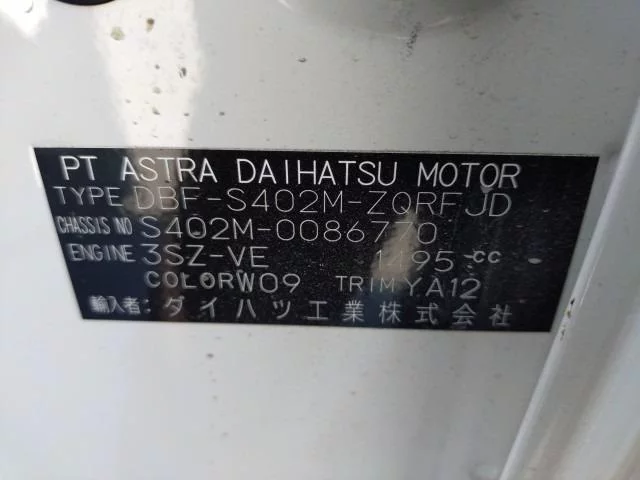 PT ASTRA DAIHATSU MOTOR
TYPE DBF-S402M-ZQRFJD
CHASSIS NO S402M-0086770
ENGINE 3SZ-VE 1495 cc
COLOR W09 TRIM YA12
輸入者: ダイハツ工業株式会社